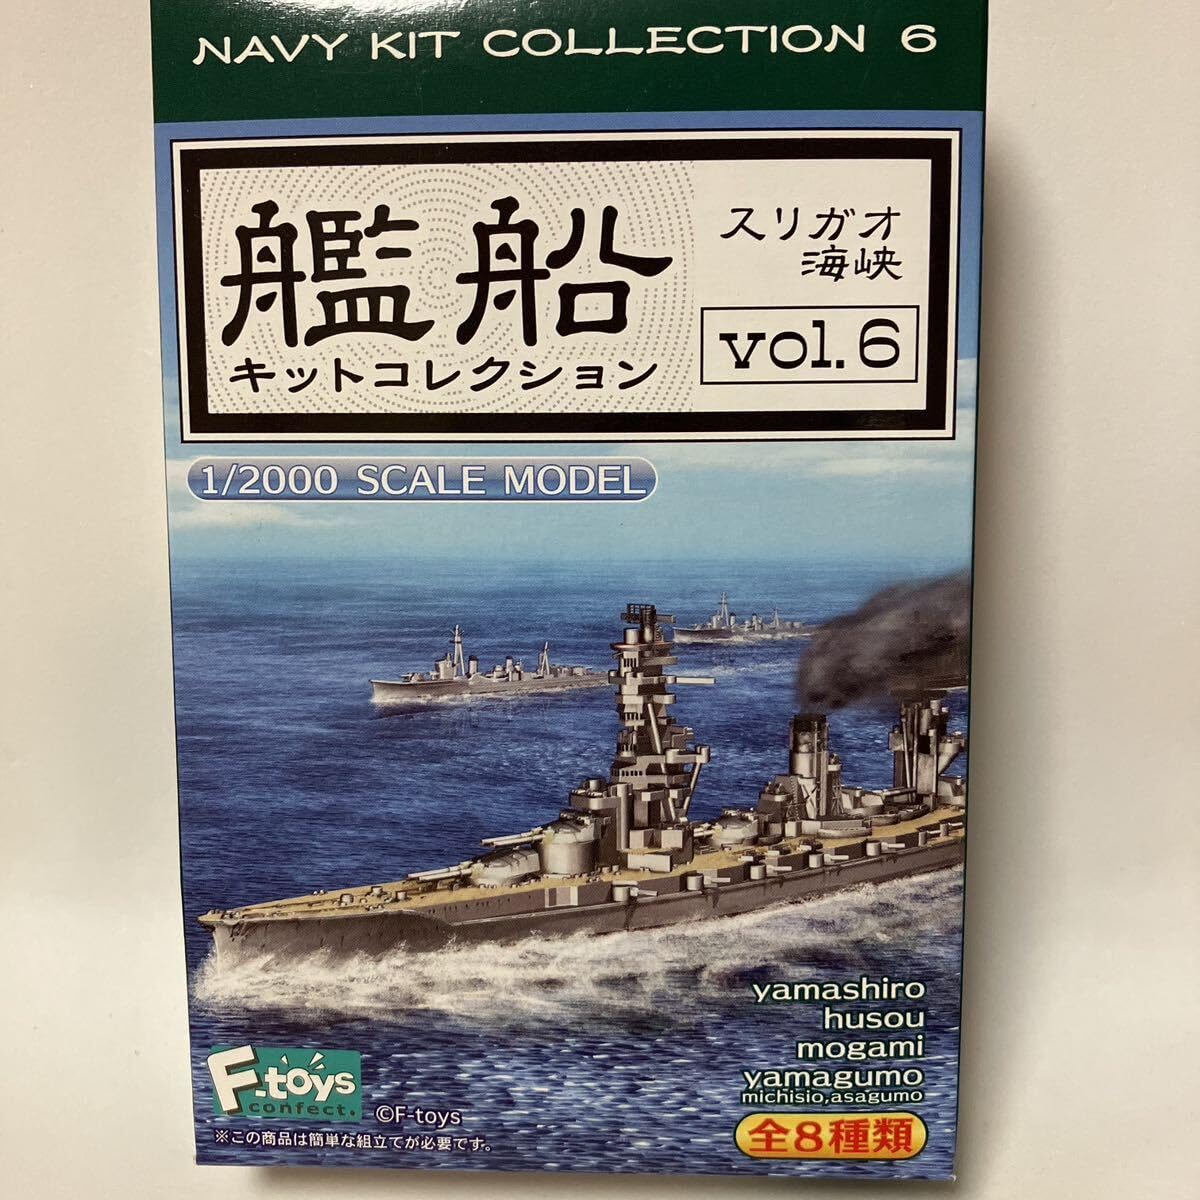 NAVY KIT COLLECTION 6
艦船
キットコレクション
スリガオ
海峡
vol.6
1/2000 SCALE MODEL
yamashiro
husou
mogami
yamagumo
michisio,asagumo
全8種類
F-toys
confect.
©F-toys
※この商品は簡単な組立てが必要です。